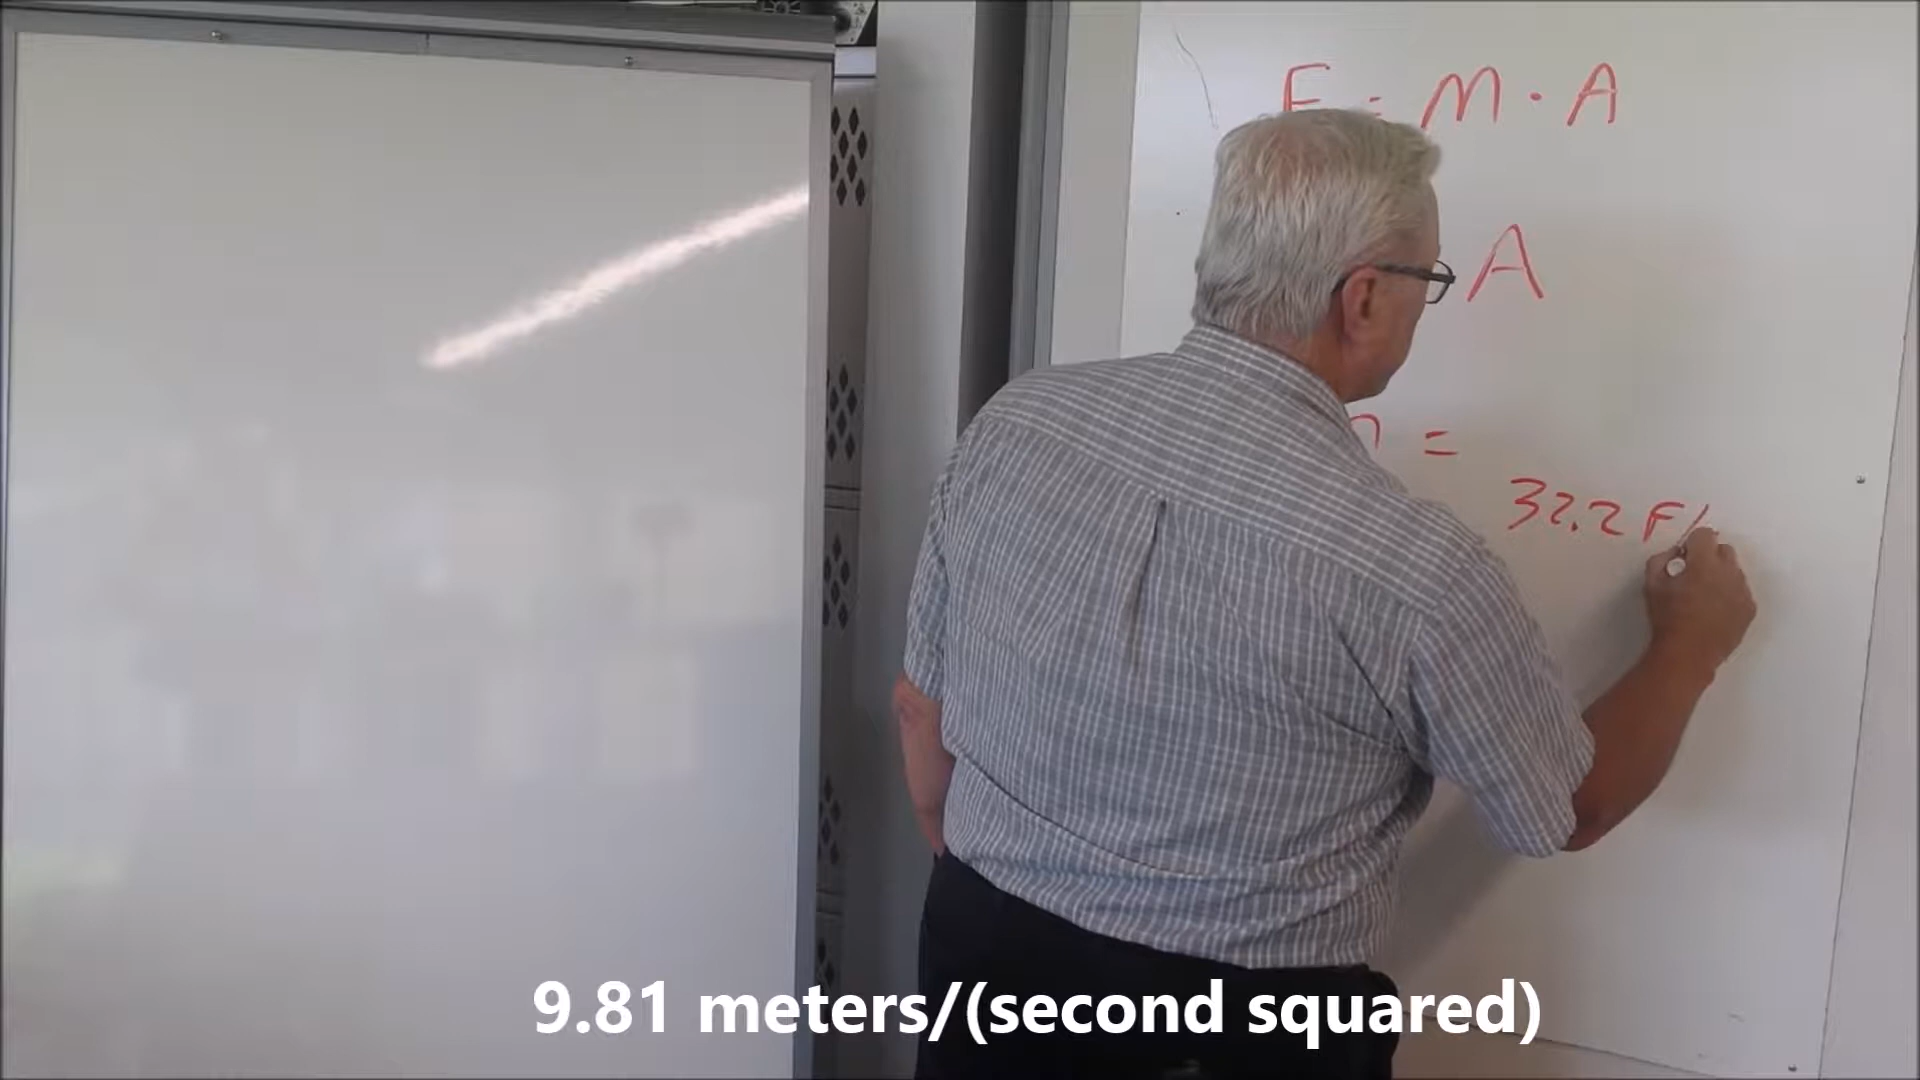 F = M · A
A
=
32.2 F/
9.81 meters/(second squared)